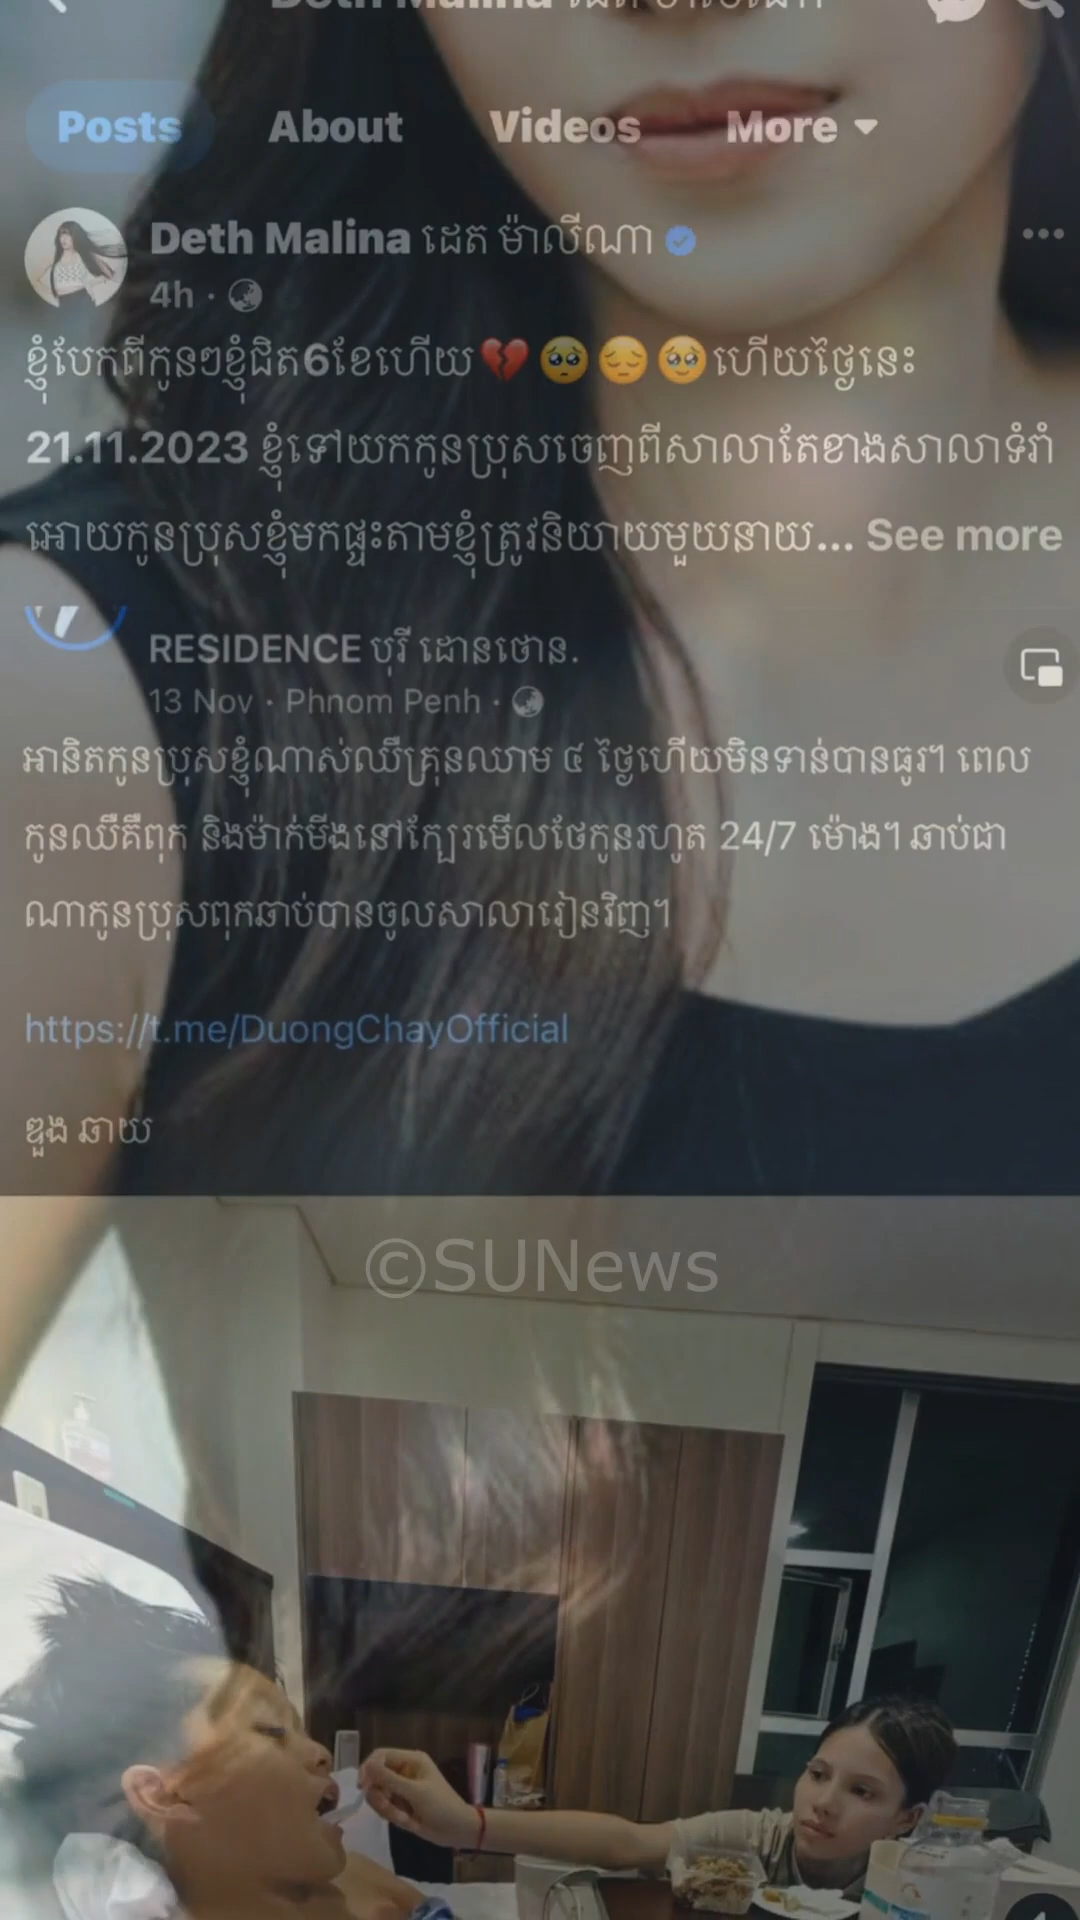 Deth Malina ដេត ម៉ាលីណា
Posts About Videos More
Deth Malina ដេត ម៉ាលីណា
4h
ខ្ញុំបែកពីកូនៗខ្ញុំជិត6ខែហើយ💔🥺😔🥹ហើយថ្ងៃនេះ
21.11.2023 ខ្ញុំទៅយកកូនប្រុសចេញពីសាលាតែខាងសាលាទំរាំ
អោយកូនប្រុសខ្ញុំមកផ្ទះតាមខ្ញុំត្រូវនិយាយមួយនាយ... See more
RESIDENCE បុរី ដោនថោន.
13 Nov · Phnom Penh ·
អានិតកូនប្រុសខ្ញុំណាស់ឈឺគ្រុនឈាម ៤ ថ្ងៃហើយមិនទាន់បានធូរ។ ពេល
កូនឈឺគឺពុក និងម៉ាក់មីងនៅក្បែរមើលថែកូនរហូត 24/7 ម៉ោង។ ឆាប់ជា
ណាកូនប្រុសពុកឆាប់បានចូលសាលារៀនវិញ។
https://t.me/DuongChayOfficial
ឌួង ឆាយ
©SUNews